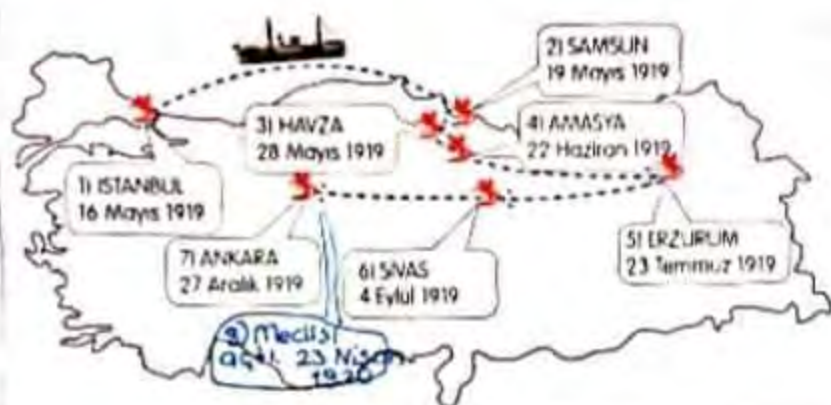 1) İSTANBUL
16 Mayıs 1919
2) SAMSUN
19 Mayıs 1919
3) HAVZA
28 Mayıs 1919
4) AMASYA
22 Haziran 1919
5) ERZURUM
23 Temmuz 1919
6) SİVAS
4 Eylül 1919
7) ANKARA
27 Aralık 1919
Meclisi
açtı. 23 Nisan
1920